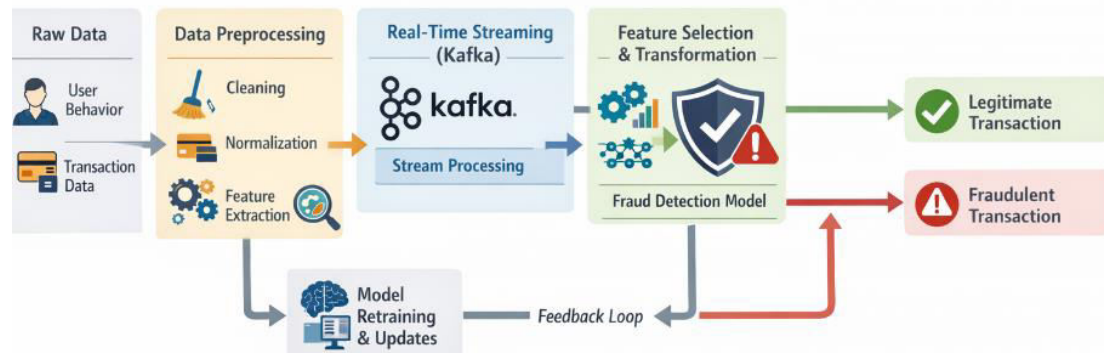 Raw Data
User
Behavior
Transaction
Data
Data Preprocessing
Cleaning
Normalization
Feature
Extraction
Real-Time Streaming
(Kafka)
kafka.
Stream Processing
Feature Selection
& Transformation
Fraud Detection Model
Legitimate
Transaction
Fraudulent
Transaction
Model
Retraining
& Updates
Feedback Loop